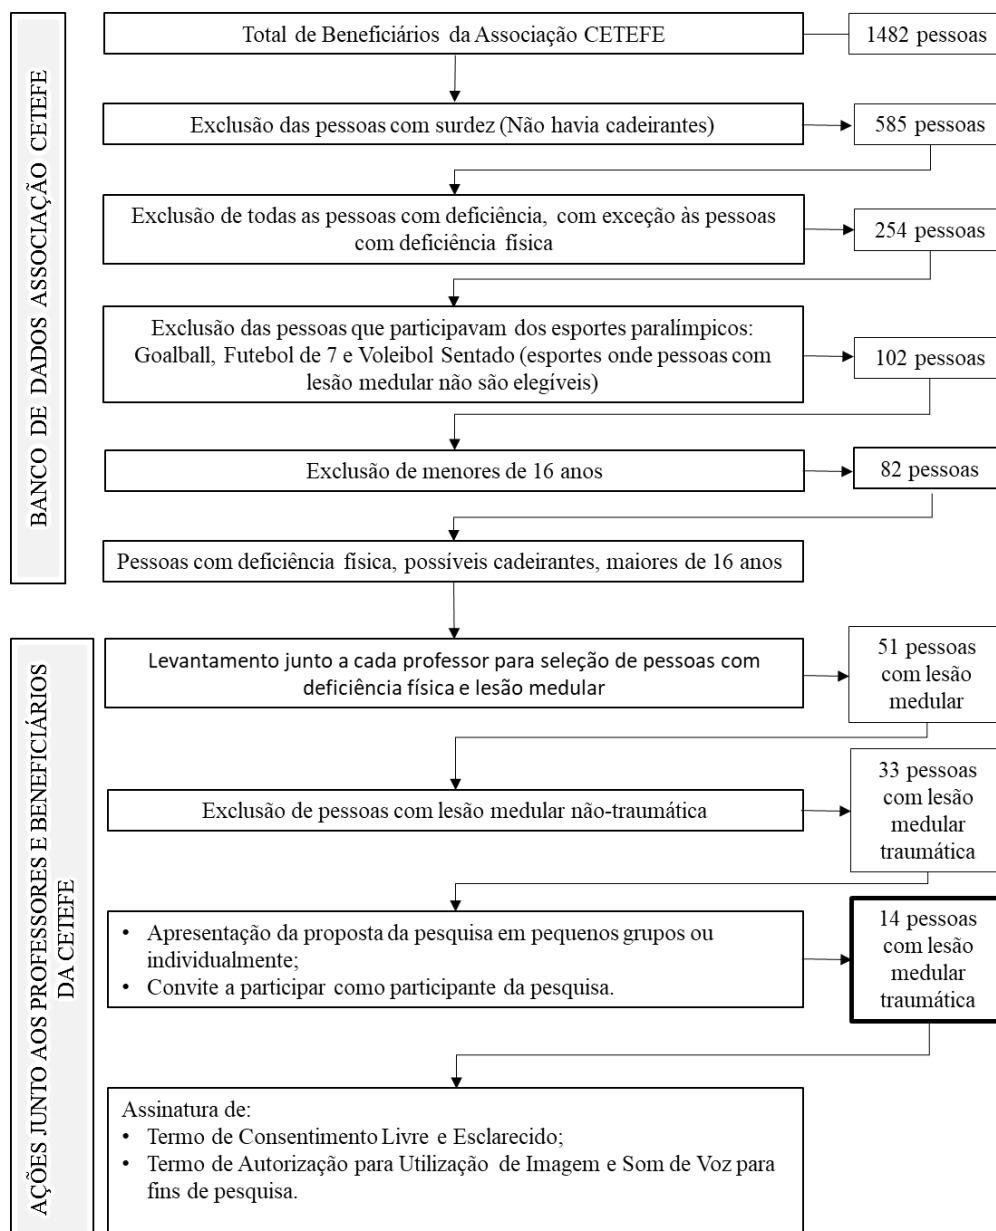 BANCO DE DADOS ASSOCIAÇÃO CETEFE
Total de Beneficiários da Associação CETEFE
1482 pessoas
Exclusão das pessoas com surdez (Não havia cadeirantes)
585 pessoas
Exclusão de todas as pessoas com deficiência, com exceção às pessoas
com deficiência física
254 pessoas
Exclusão das pessoas que participavam dos esportes paralímpicos:
Goalball, Futebol de 7 e Voleibol Sentado (esportes onde pessoas com
lesão medular não são elegíveis)
102 pessoas
Exclusão de menores de 16 anos
82 pessoas
Pessoas com deficiência física, possíveis cadeirantes, maiores de 16 anos
AÇÕES JUNTO AOS PROFESSORES E BENEFICIÁRIOS
DA CETEFE
Levantamento junto a cada professor para seleção de pessoas com
deficiência física e lesão medular
51 pessoas
com lesão
medular
Exclusão de pessoas com lesão medular não-traumática
33 pessoas
com lesão
medular
traumática
• Apresentação da proposta da pesquisa em pequenos grupos ou
individualmente;
• Convite a participar como participante da pesquisa.
14 pessoas
com lesão
medular
traumática
Assinatura de:
• Termo de Consentimento Livre e Esclarecido;
• Termo de Autorização para Utilização de Imagem e Som de Voz para
fins de pesquisa.